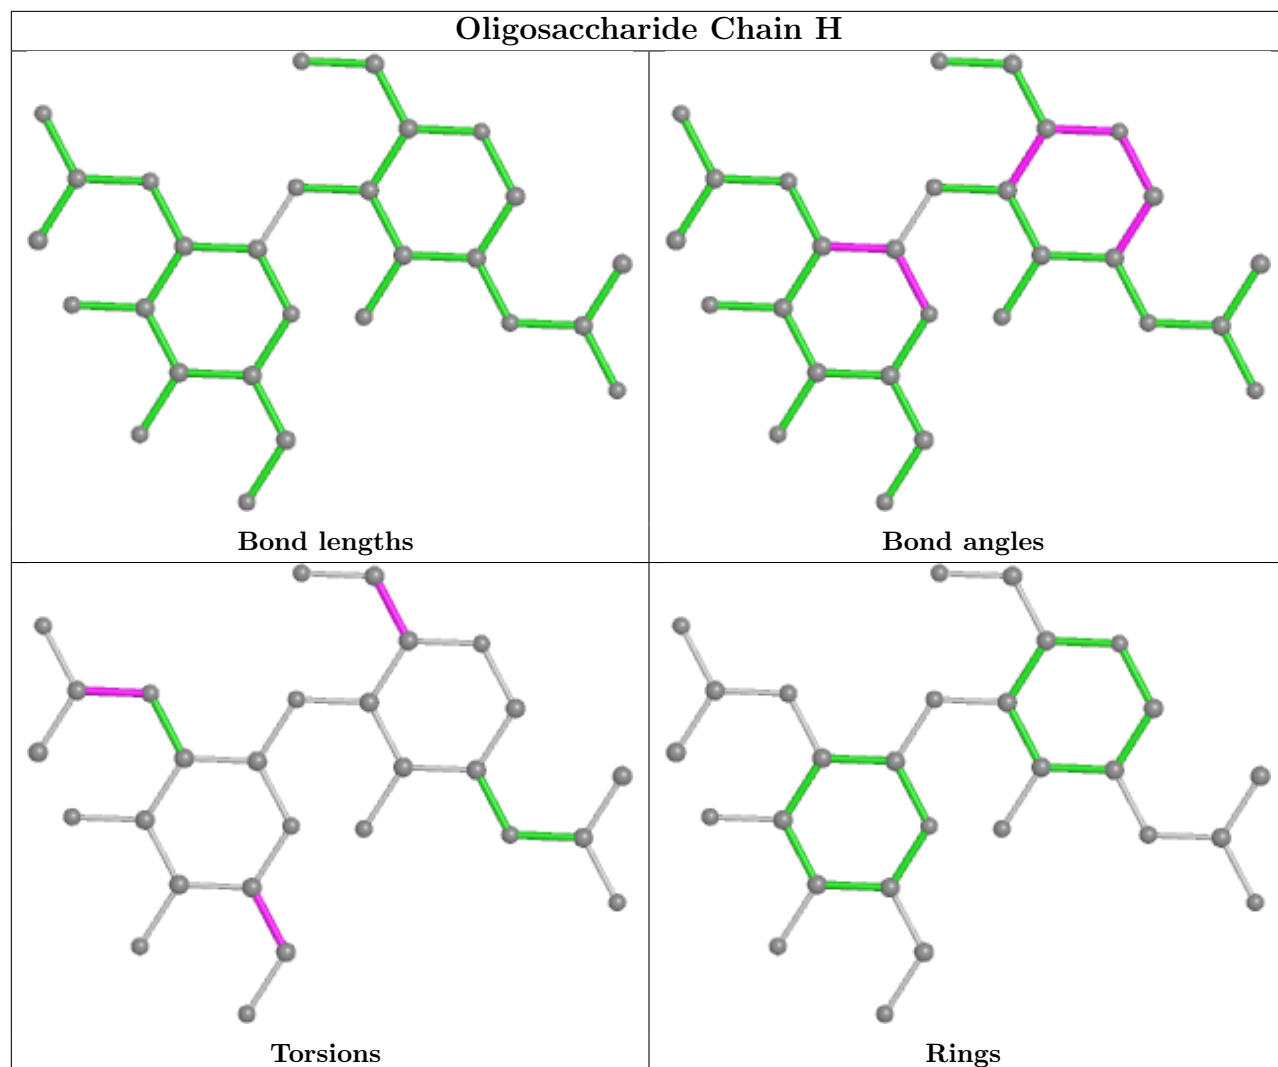 Oligosaccharide Chain H
Bond lengths
Bond angles
Torsions
Rings